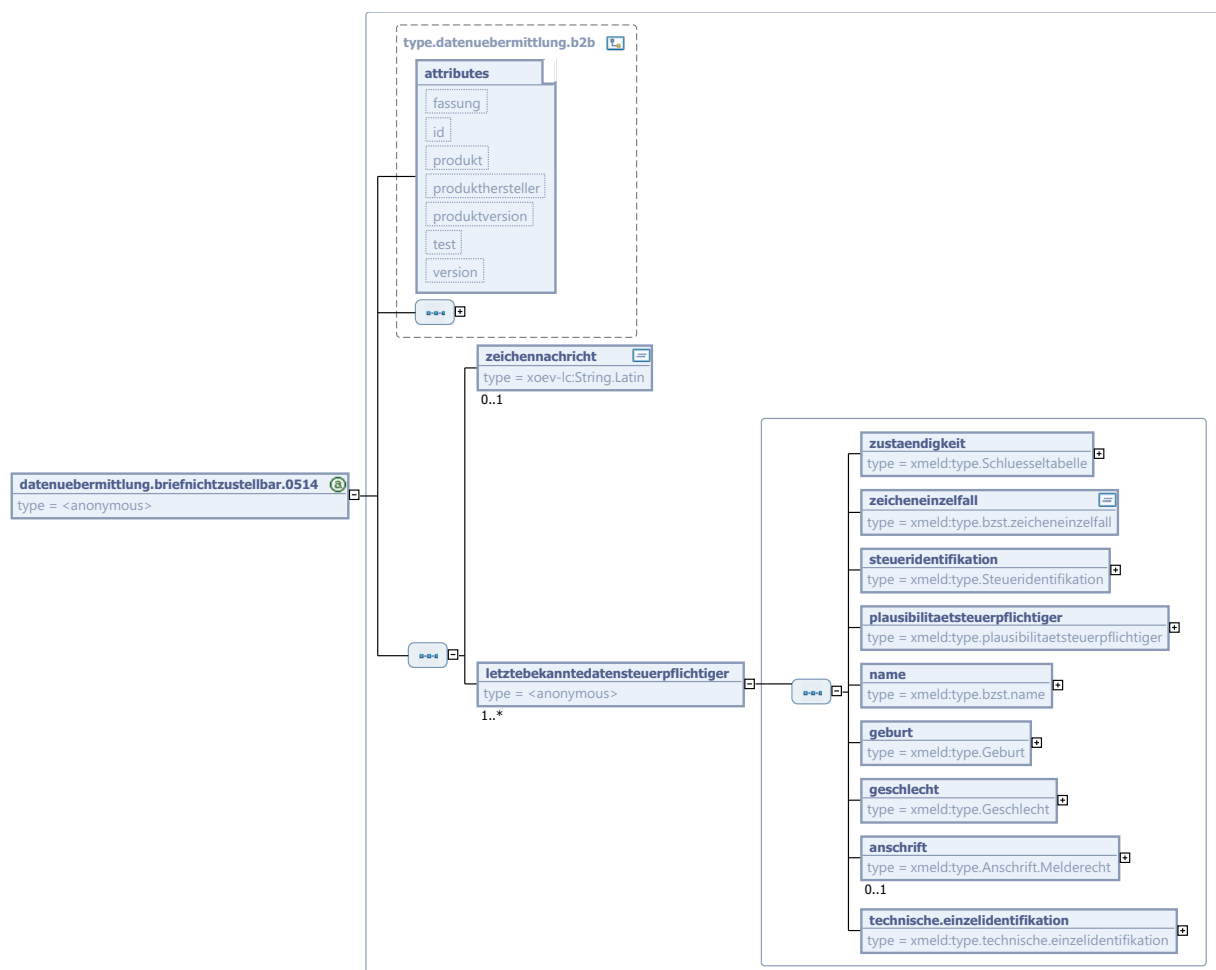 type.datenuebermittlung.b2b
attributes
fassung
id
produkt
produkthersteller
produktversion
test
version
zeichennachricht
type = xoev-lc:String.Latin
0..1
datenuebermittlung.briefnichtzustellbar.0514
type = <anonymous>
letztebekanntedatensteuerpflichtiger
type = <anonymous>
1..*
zustaendigkeit
type = xmeld:type.Schluesseltabelle
zeicheneinzelfall
type = xmeld:type.bzst.zeicheneinzelfall
steueridentifikation
type = xmeld:type.Steueridentifikation
plausibilitaetsteuerpflichtiger
type = xmeld:type.plausibilitaetsteuerpflichtiger
name
type = xmeld:type.bzst.name
geburt
type = xmeld:type.Geburt
geschlecht
type = xmeld:type.Geschlecht
anschrift
type = xmeld:type.Anschrift.Melderecht
0..1
technische.einzelidentifikation
type = xmeld:type.technische.einzelidentifikation